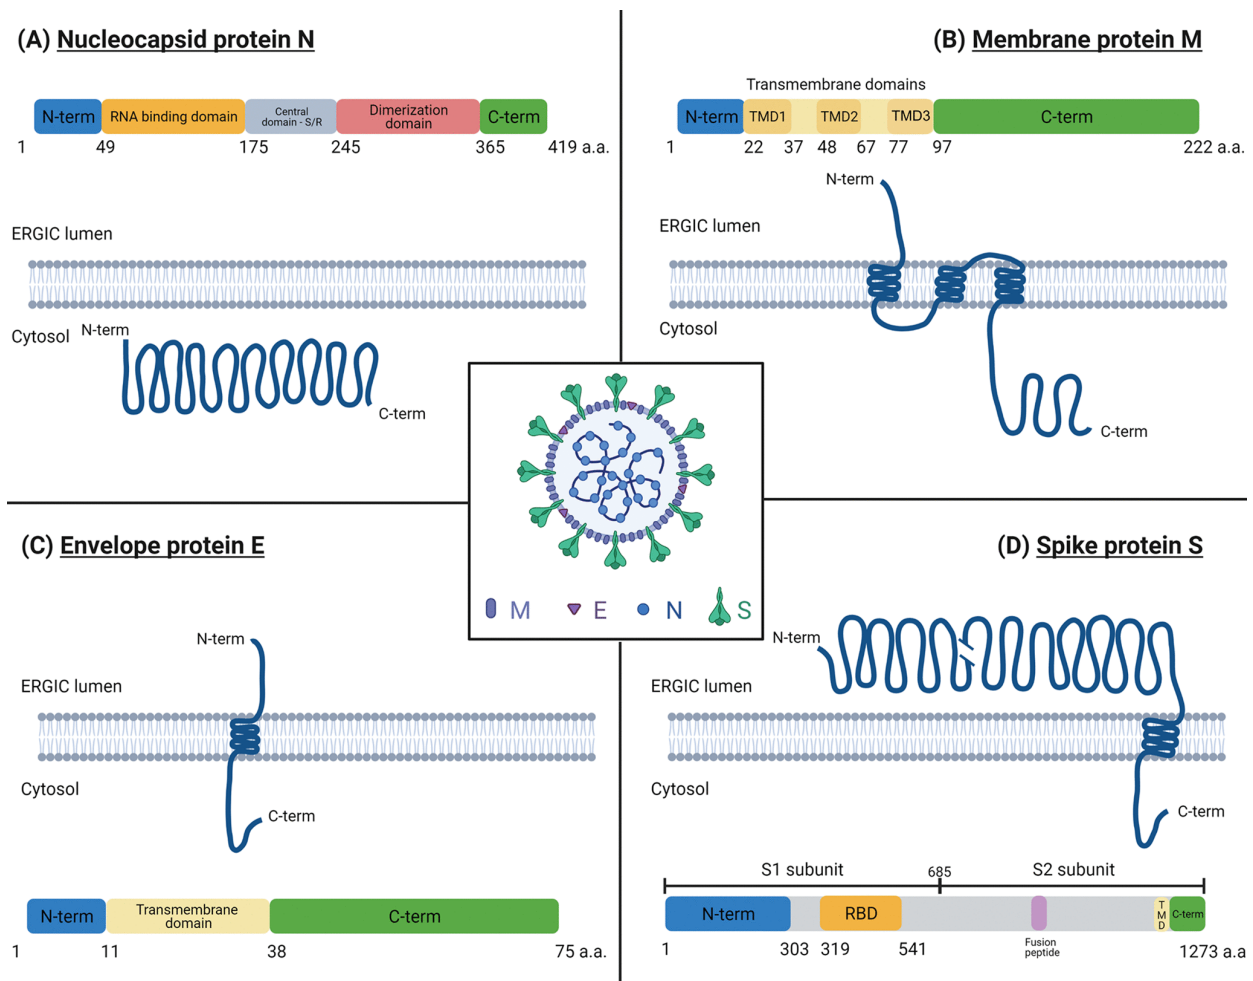 (A) Nucleocapsid protein N
N-term
RNA binding domain
Central
domain - S/R
Dimerization
domain
C-term
1 49 175 245 365 419 a.a.
ERGIC lumen
Cytosol
N-term
C-term
(B) Membrane protein M
Transmembrane domains
N-term
TMD1
TMD2
TMD3
C-term
1 22 37 48 67 77 97 222 a.a.
N-term
ERGIC lumen
Cytosol
C-term
M E N S
(C) Envelope protein E
N-term
ERGIC lumen
Cytosol
C-term
N-term
Transmembrane
domain
C-term
1 11 38 75 a.a.
(D) Spike protein S
N-term
ERGIC lumen
Cytosol
C-term
S1 subunit 685 S2 subunit
N-term
RBD
T
M
D
C-term
1 303 319 541
Fusion
peptide
1273 a.a